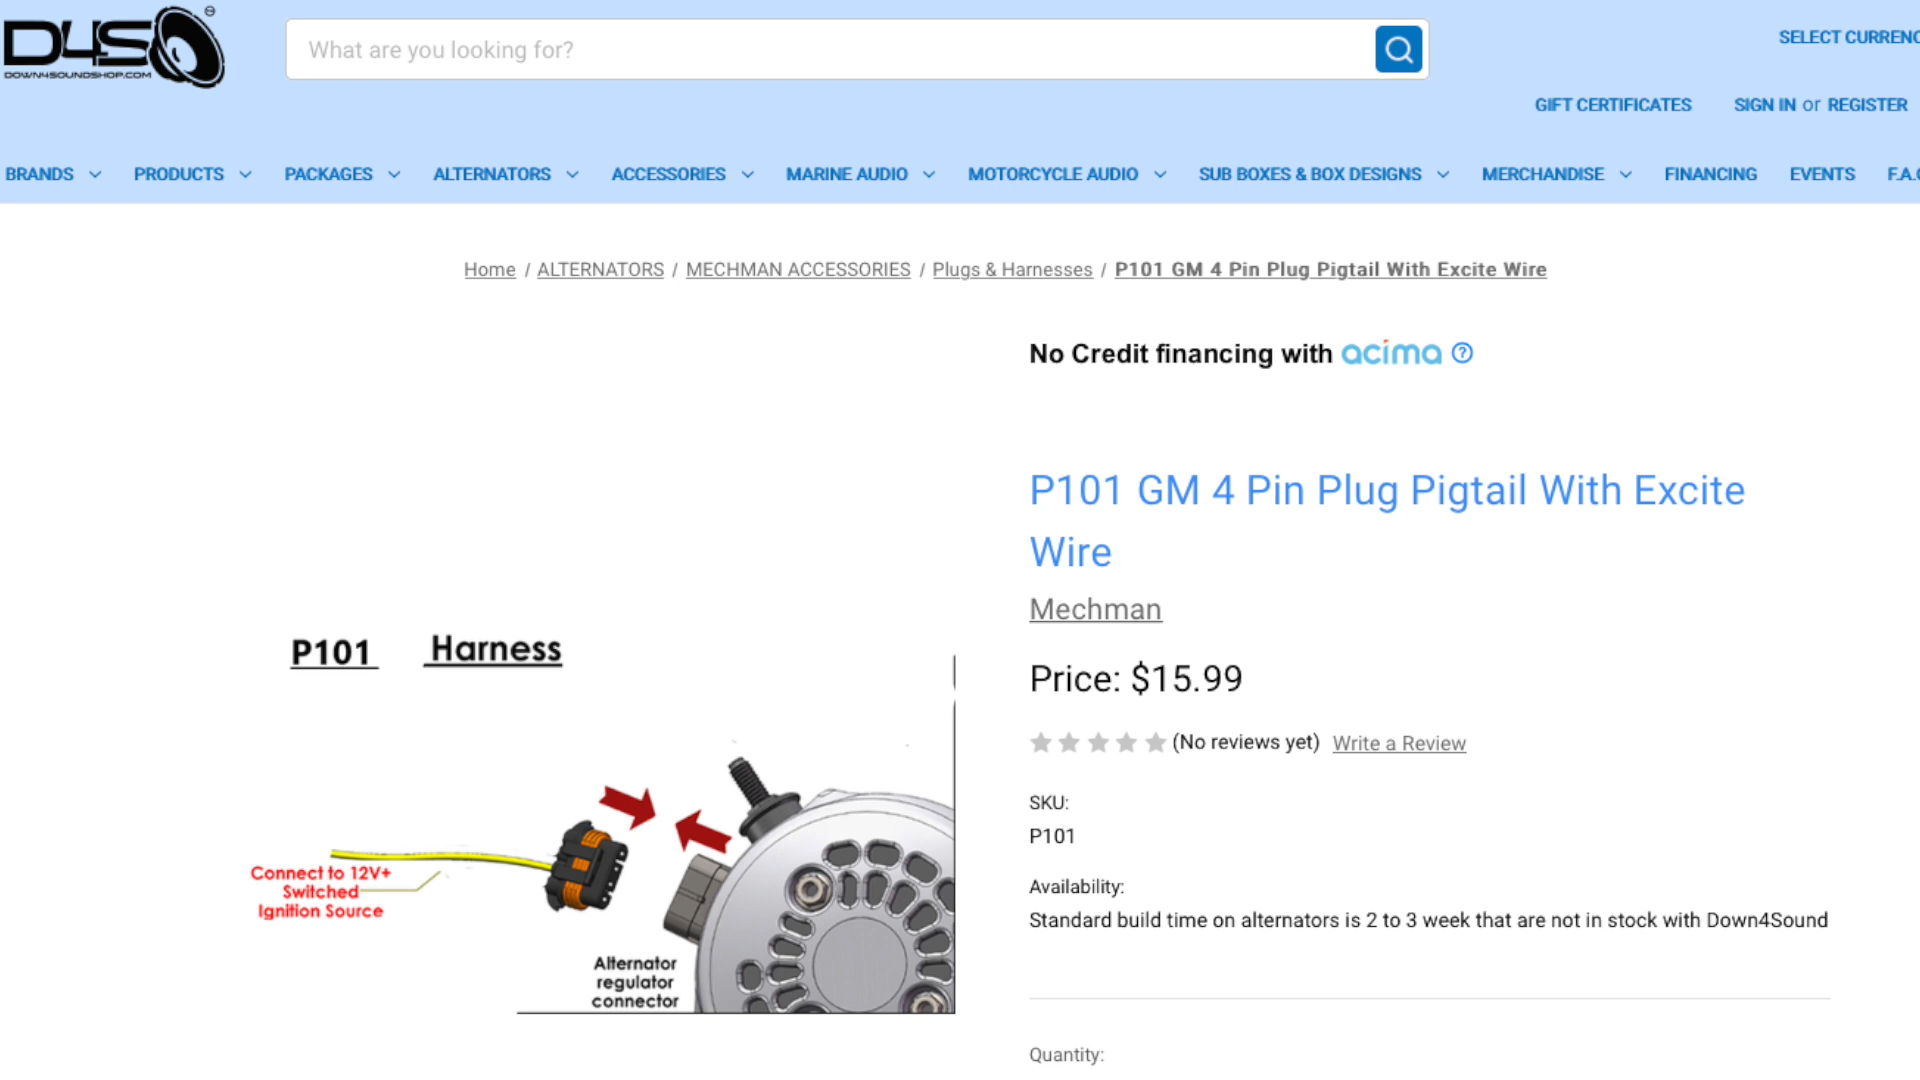 D4S
DOWN4SOUNDSHOP.COM
What are you looking for?
SELECT CURRENC
GIFT CERTIFICATES
SIGN IN or REGISTER
BRANDS PRODUCTS PACKAGES ALTERNATORS ACCESSORIES MARINE AUDIO MOTORCYCLE AUDIO SUB BOXES & BOX DESIGNS MERCHANDISE FINANCING EVENTS F.A.Q
Home / ALTERNATORS / MECHMAN ACCESSORIES / Plugs & Harnesses / P101 GM 4 Pin Plug Pigtail With Excite Wire
No Credit financing with acima ?
P101 GM 4 Pin Plug Pigtail With Excite
Wire
Mechman
Price: $15.99
(No reviews yet) Write a Review
SKU:
P101
Availability:
Standard build time on alternators is 2 to 3 week that are not in stock with Down4Sound
Quantity:
P101 Harness
Connect to 12V+
Switched
Ignition Source
Alternator
regulator
connector